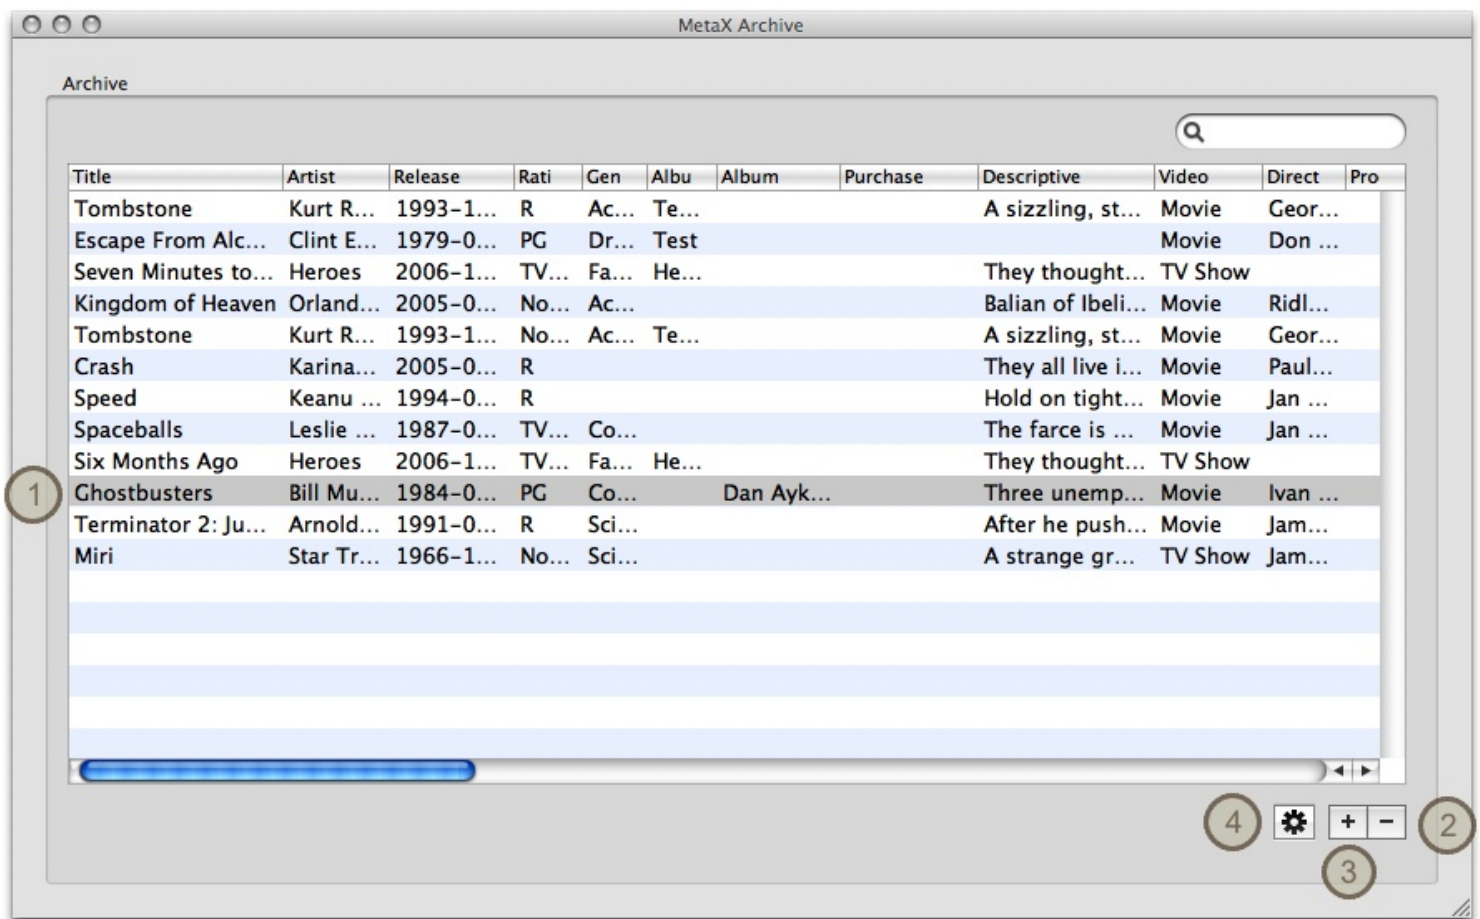 MetaX Archive
Archive
Title Artist Release Rati Gen Albu Album Purchase Descriptive Video Direct Pro
Tombstone Kurt R... 1993-1... R Ac... Te... A sizzling, st... Movie Geor...
Escape From Alc... Clint E... 1979-0... PG Dr... Test Movie Don ...
Seven Minutes to... Heroes 2006-1... TV... Fa... He... They thought... TV Show
Kingdom of Heaven Orland... 2005-0... No... Ac... Balian of Ibeli... Movie Ridl...
Tombstone Kurt R... 1993-1... No... Ac... Te... A sizzling, st... Movie Geor...
Crash Karina... 2005-0... R They all live i... Movie Paul...
Speed Keanu ... 1994-0... R Hold on tight... Movie Jan ...
Spaceballs Leslie ... 1987-0... TV... Co... The farce is ... Movie Jan ...
Six Months Ago Heroes 2006-1... TV... Fa... He... They thought... TV Show
1 Ghostbusters Bill Mu... 1984-0... PG Co... Dan Ayk... Three unemp... Movie Ivan ...
Terminator 2: Ju... Arnold... 1991-0... R Sci... After he push... Movie Jam...
Miri Star Tr... 1966-1... No... Sci... A strange gr... TV Show Jam...
4 + − 2
3